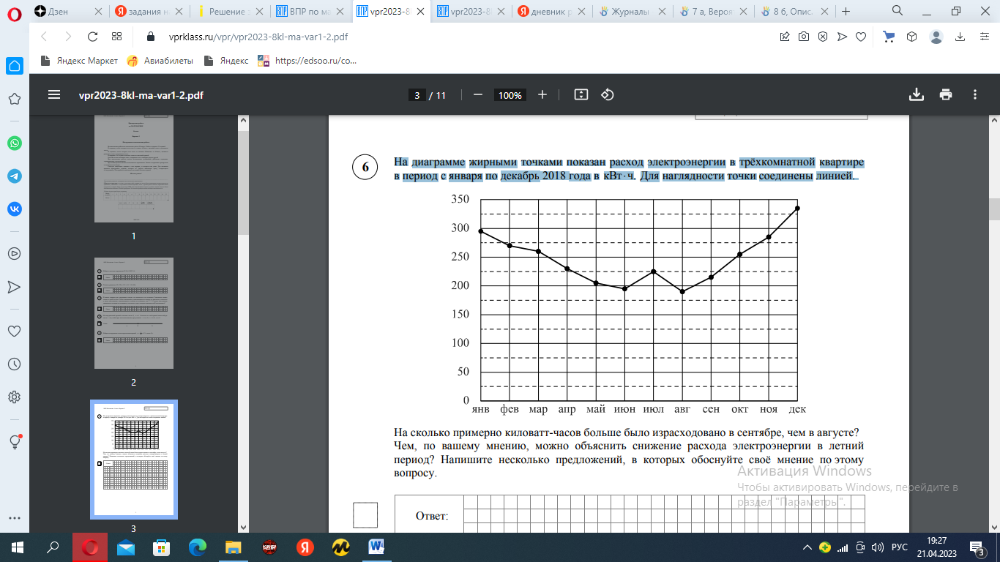 Дзен
задания н
Решение з
ВПР по ма
vpr2023-8
vpr2023-8
дневник р
Журналы
7 а, Вероя
8 б, Опис
vprklass.ru/vpr/vpr2023-8kl-ma-var1-2.pdf
Яндекс Маркет
Авиабилеты
Яндекс
https://edsoo.ru/co...
vpr2023-8kl-ma-var1-2.pdf
3 / 11
100%
1
2
3
6
На диаграмме жирными точками показан расход электроэнергии в трёхкомнатной квартире
в период с января по декабрь 2018 года в кВт·ч. Для наглядности точки соединены линией.
350
300
250
200
150
100
50
0
янв фев мар апр май июн июл авг сен окт ноя дек
На сколько примерно киловатт-часов больше было израсходовано в сентябре, чем в августе?
Чем, по вашему мнению, можно объяснить снижение расхода электроэнергии в летний
период? Напишите несколько предложений, в которых обоснуйте своё мнение по этому
вопросу.
Ответ:
Активация Windows
Чтобы активировать Windows, перейдите в
раздел "Параметры".
РУС
19:27
21.04.2023
3